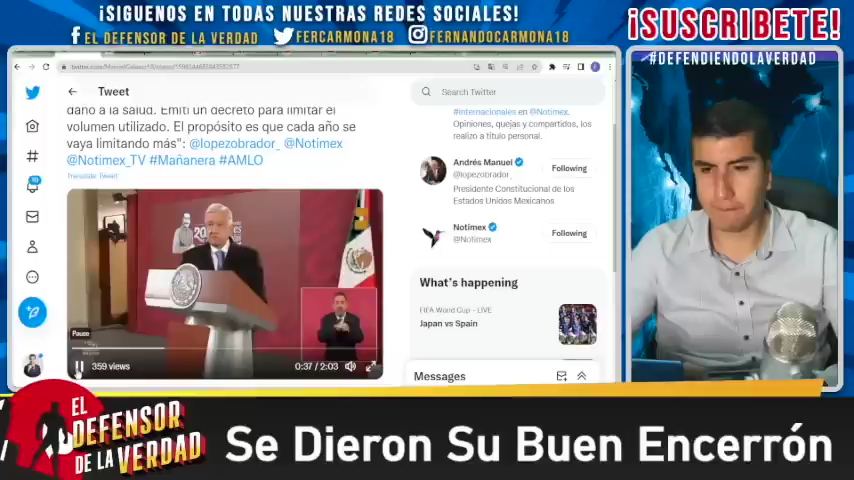 ¡SIGUENOS EN TODAS NUESTRAS REDES SOCIALES!
EL DEFENSOR DE LA VERDAD
FERCARMONA18
FERNANDOCARMONA18
¡SUSCRIBETE!
#DEFENDIENDOLAVERDAD
Tweet
Search Twitter
daño a la salud. Emití un decreto para limitar el
volumen utilizado. El propósito es que cada año se
vaya limitando más": @lopezobrador_ @Notimex
@Notimex_TV #Mañanera #AMLO
Translate Tweet
Pause
359 views
0:37 / 2:03
#internacionales en @Notimex.
Opiniones, quejas y compartidos, los
realizo a título personal.
Andrés Manuel
@lopezobrador_
Following
Presidente Constitucional de los
Estados Unidos Mexicanos
Notimex
@Notimex
Following
What's happening
FIFA World Cup · LIVE
Japan vs Spain
Messages
EL
DEFENSOR
DE LA VERDAD
Se Dieron Su Buen Encerrón